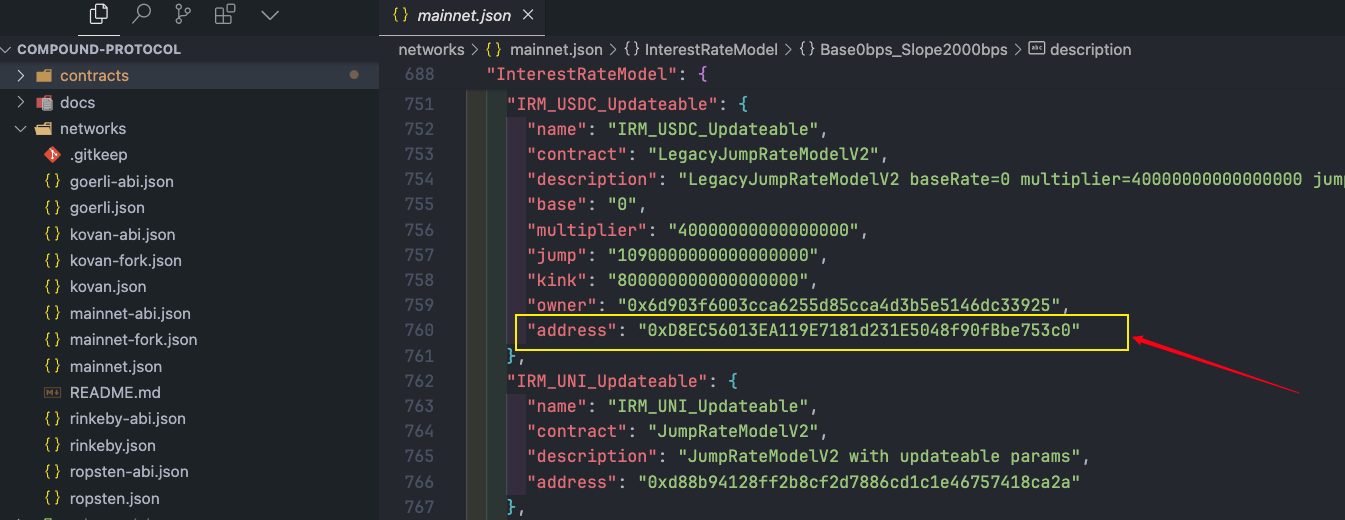 mainnet.json
COMPOUND-PROTOCOL
contracts
docs
networks
.gitkeep
goerli-abi.json
goerli.json
kovan-abi.json
kovan-fork.json
kovan.json
mainnet-abi.json
mainnet-fork.json
mainnet.json
README.md
rinkeby-abi.json
rinkeby.json
ropsten-abi.json
ropsten.json
networks > {} mainnet.json > {} InterestRateModel > {} Base0bps_Slope2000bps > abc description
688 "InterestRateModel": {
751 "IRM_USDC_Updateable": {
752 "name": "IRM_USDC_Updateable",
753 "contract": "LegacyJumpRateModelV2",
754 "description": "LegacyJumpRateModelV2 baseRate=0 multiplier=40000000000000000 jum
755 "base": "0",
756 "multiplier": "40000000000000000",
757 "jump": "1090000000000000000",
758 "kink": "800000000000000000",
759 "owner": "0x6d903f6003cca6255d85cca4d3b5e5146dc33925",
760 "address": "0xD8EC56013EA119E7181d231E5048f90fBbe753c0"
761 },
762 "IRM_UNI_Updateable": {
763 "name": "IRM_UNI_Updateable",
764 "contract": "JumpRateModelV2",
765 "description": "JumpRateModelV2 with updateable params",
766 "address": "0xd88b94128ff2b8cf2d7886cd1c1e46757418ca2a"
767 },